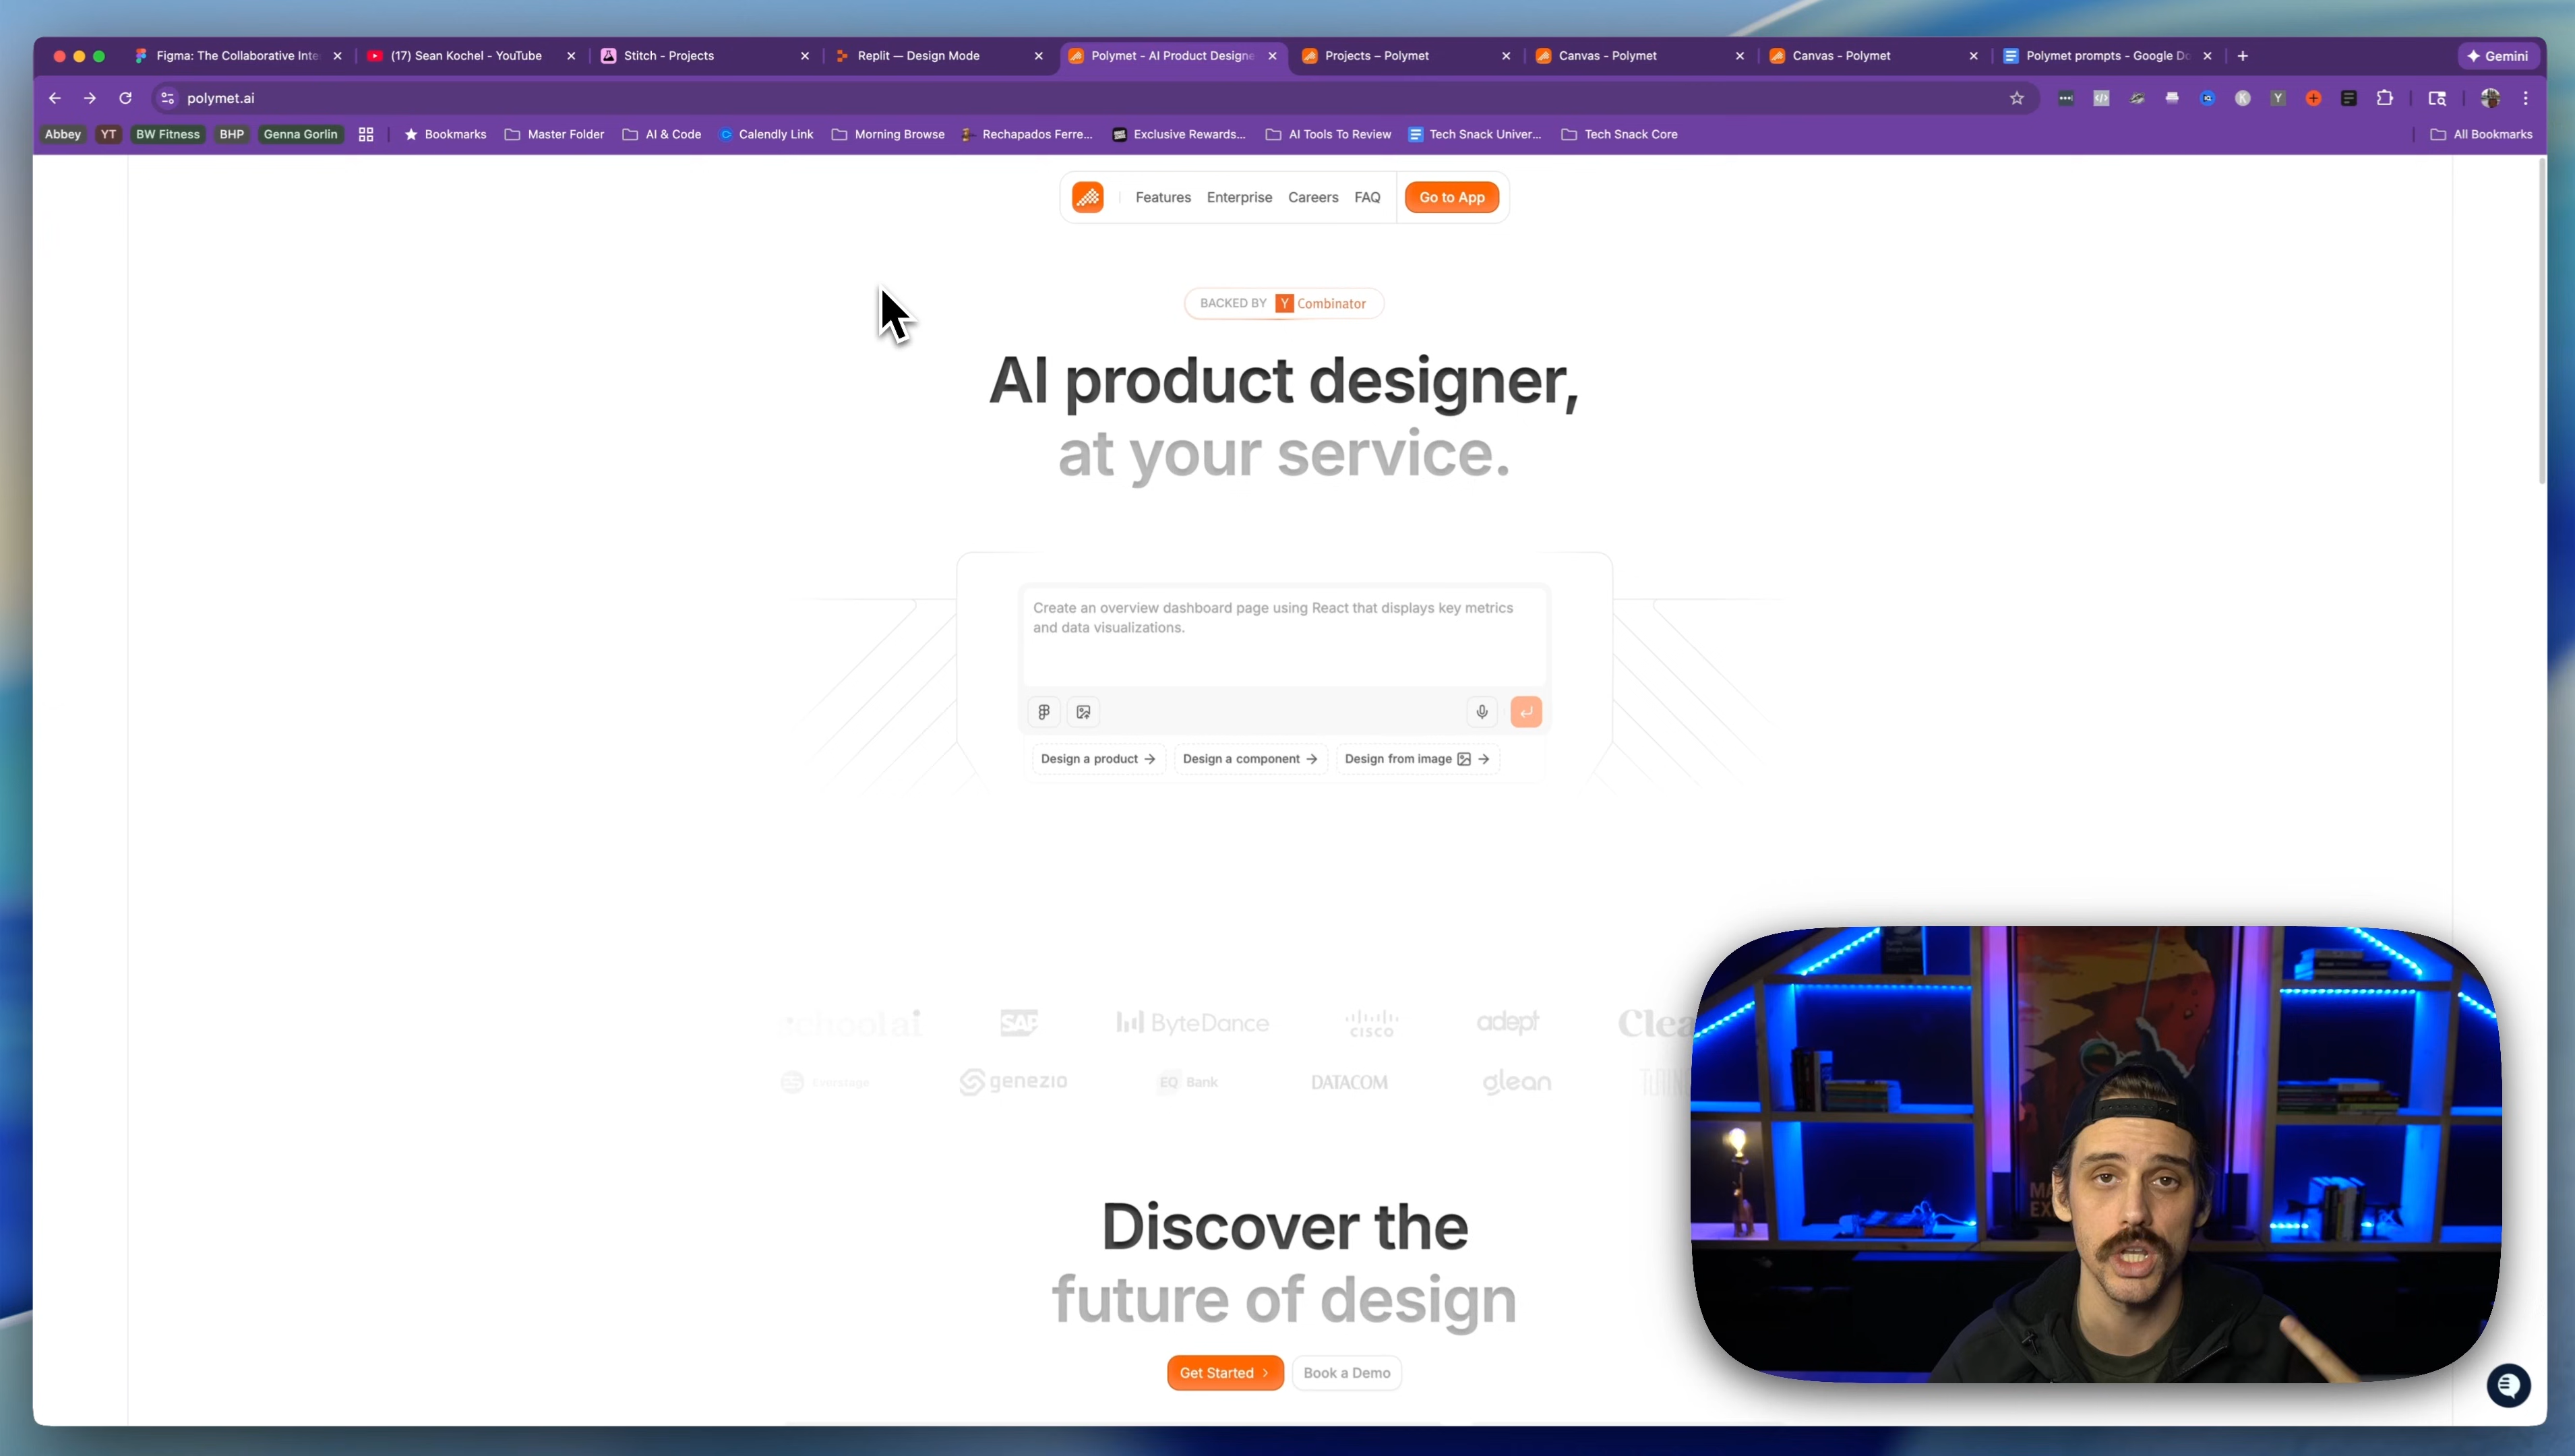 Figma: The Collaborative Inte
(17) Sean Kochel - YouTube
Stitch - Projects
Replit — Design Mode
Polymet - AI Product Designe
Projects – Polymet
Canvas - Polymet
Canvas - Polymet
Polymet prompts - Google Do
Gemini
polymet.ai
Abbey
YT
BW Fitness
BHP
Genna Gorlin
Bookmarks
Master Folder
AI & Code
Calendly Link
Morning Browse
Rechapados Ferre...
Exclusive Rewards...
AI Tools To Review
Tech Snack Univer...
Tech Snack Core
All Bookmarks
Features
Enterprise
Careers
FAQ
Go to App
BACKED BY Y Combinator
AI product designer,
at your service.
Create an overview dashboard page using React that displays key metrics
and data visualizations.
Design a product →
Design a component →
Design from image →
SAP
ByteDance
CISCO
adept
Clea
Everstage
genezio
EQ Bank
DATACOM
glean
Discover the
future of design
Get Started
Book a Demo